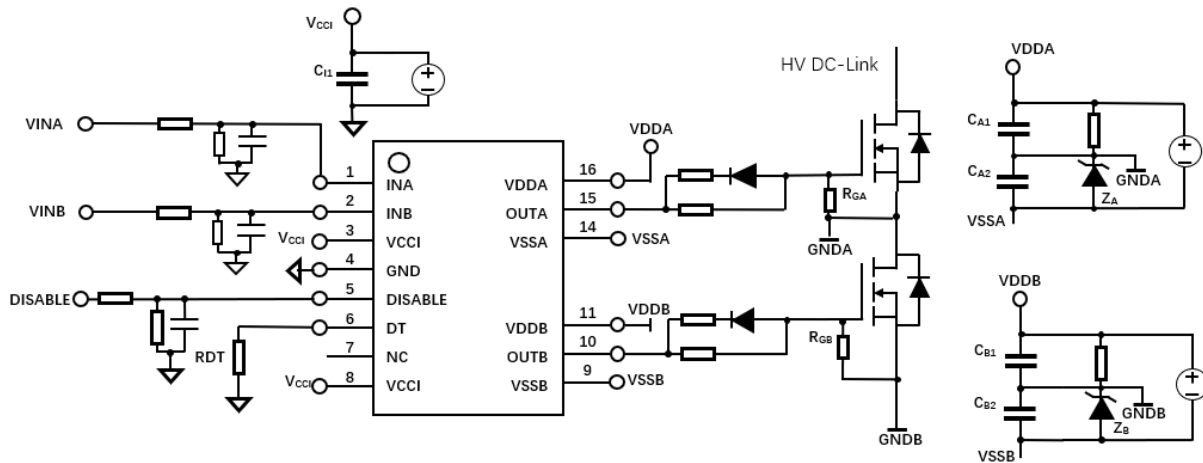 VCCI
CI1
VINA
VINB
VCCI
DISABLE
RDT
VCCI
1
2
3
4
5
6
7
8
INA
INB
VCCI
GND
DISABLE
DT
NC
VCCI
VDDA
OUTA
VSSA
VDDB
OUTB
VSSB
16
15
14
11
10
9
VDDA
VSSA
VDDB
VSSB
HV DC-Link
RGA
GNDA
RGB
GNDB
VDDA
CA1
CA2
GNDA
ZA
VSSA
VDDB
CB1
CB2
GNDB
ZB
VSSB